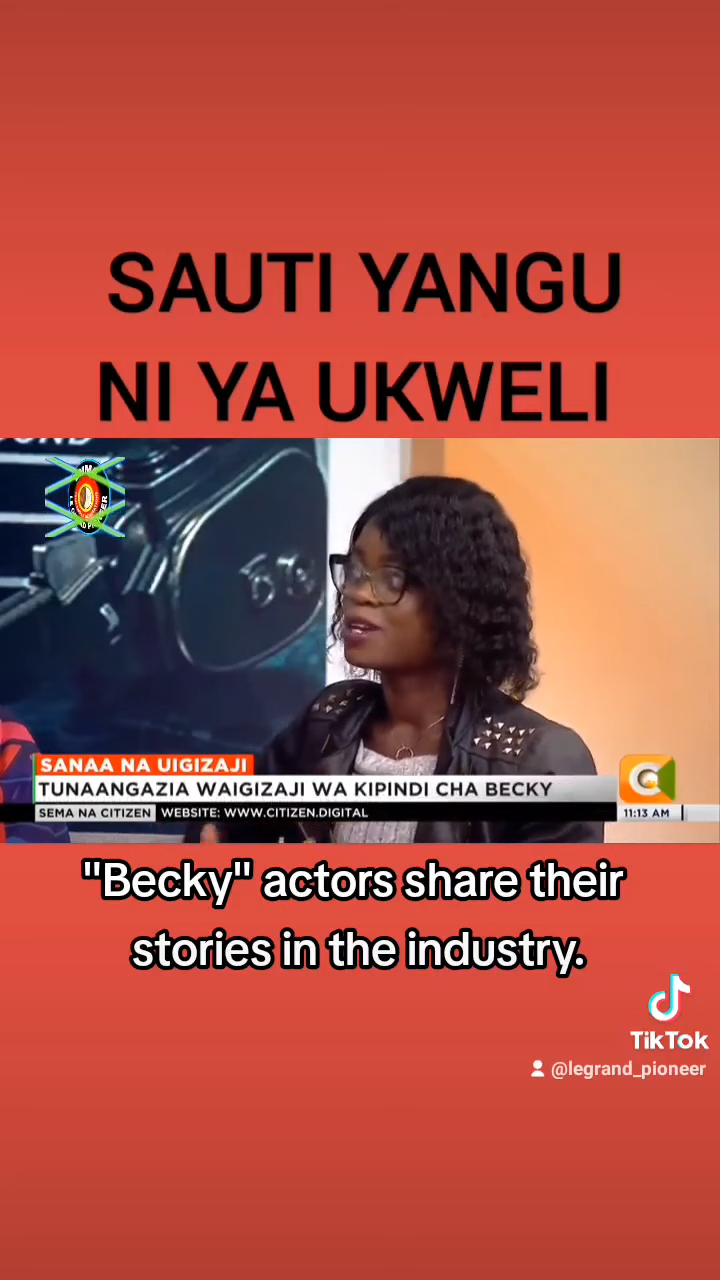 SAUTI YANGU
NI YA UKWELI
SANAA NA UIGIZAJI
TUNAANGAZIA WAIGIZAJI WA KIPINDI CHA BECKY
SEMA NA CITIZEN WEBSITE: WWW.CITIZEN.DIGITAL
11:13 AM
"Becky" actors share their
stories in the industry.
TikTok
@legrand_pioneer